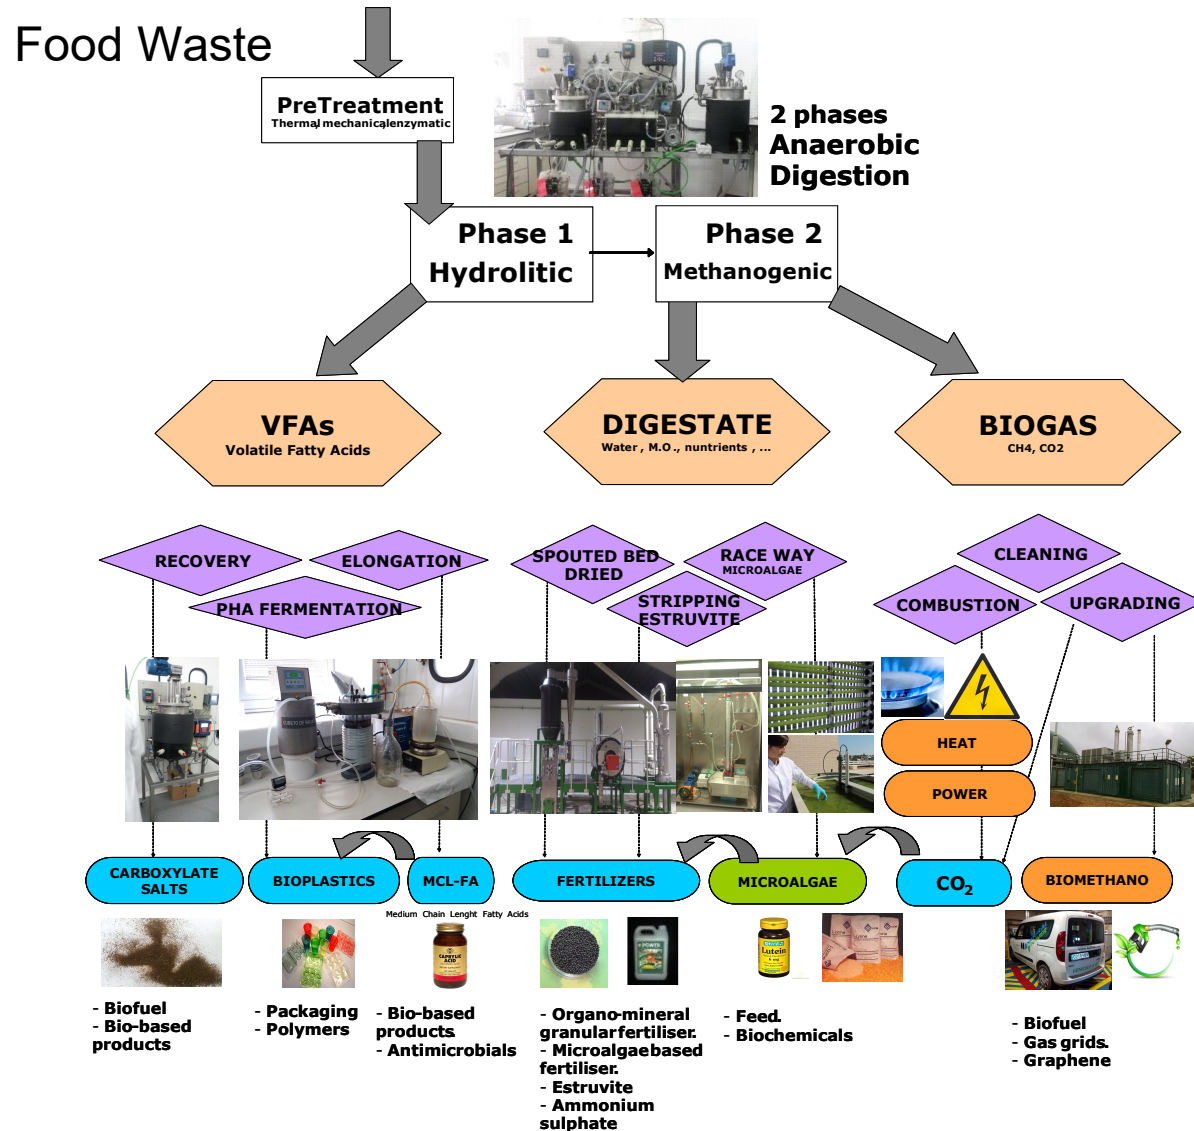 Food Waste
PreTreatment
Thermal, mechanical, enzymatic
2 phases
Anaerobic
Digestion
Phase 1
Hydrolitic
Phase 2
Methanogenic
VFAs
Volatile Fatty Acids
DIGESTATE
Water , M.O., nuntrients , ...
BIOGAS
CH4, CO2
RECOVERY
ELONGATION
PHA FERMENTATION
SPOUTED BED
DRIED
RACE WAY
MICROALGAE
STRIPPING
ESTRUVITE
CLEANING
COMBUSTION
UPGRADING
HEAT
POWER
CARBOXYLATE
SALTS
BIOPLASTICS
MCL-FA
FERTILIZERS
MICROALGAE
CO2
BIOMETHANO
Medium Chain Lenght Fatty Acids
CAPRYLIC
ACID
POWER
Lutein
- Biofuel
- Bio-based
products
- Packaging
- Polymers
- Bio-based
products.
- Antimicrobials
- Organo-mineral
granular fertiliser.
- Microalgae based
fertiliser.
- Estruvite
- Ammonium
sulphate
- Feed.
- Biochemicals
- Biofuel
- Gas grids.
- Graphene